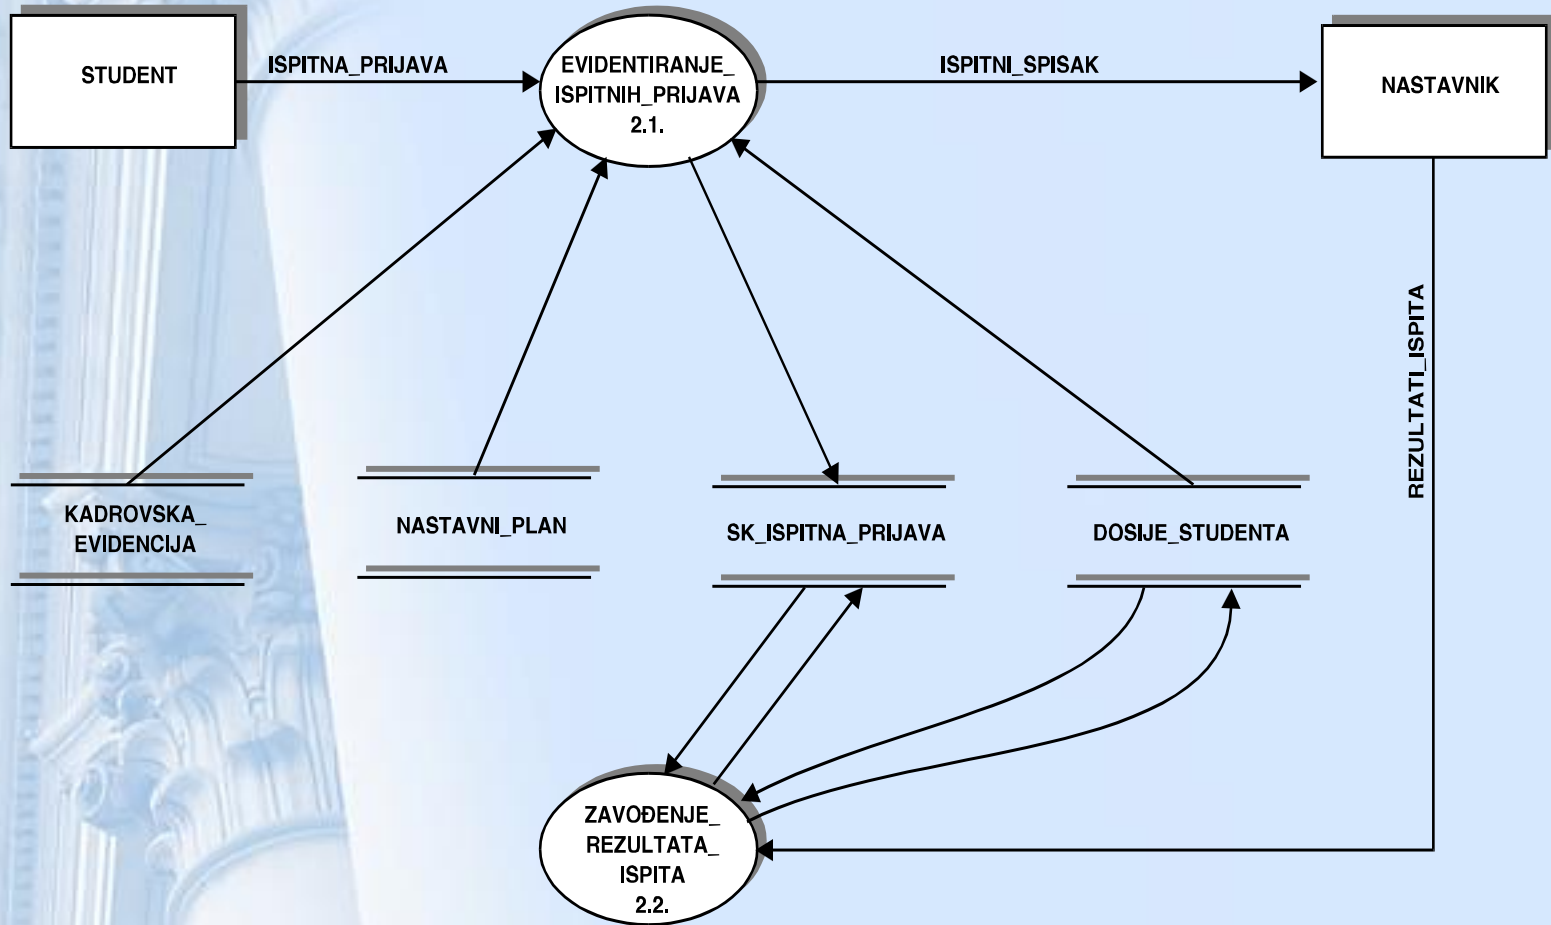 STUDENT
ISPITNA_PRIJAVA
EVIDENTIRANJE_
ISPITNIH_PRIJAVA
2.1.
ISPITNI_SPISAK
NASTAVNIK
REZULTATI_ISPITA
KADROVSKA_
EVIDENCIJA
NASTAVNI_PLAN
SK_ISPITNA_PRIJAVA
DOSIJE_STUDENTA
ZAVOĐENJE_
REZULTATA_
ISPITA
2.2.